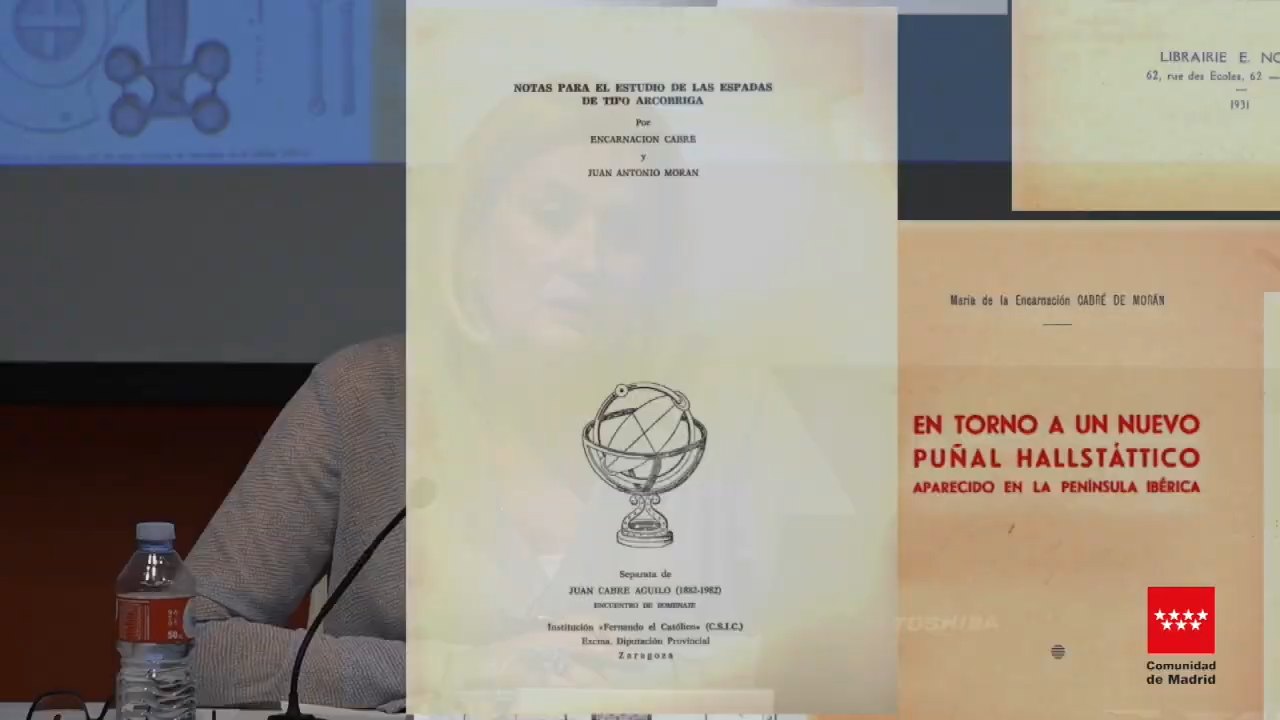 NOTAS PARA EL ESTUDIO DE LAS ESPADAS
DE TIPO ARCOBRIGA
Por
ENCARNACION CABRE
y
JUAN ANTONIO MORAN
Separata de
JUAN CABRE AGUILO (1882-1982)
ENCUENTRO DE HOMENAJE
Institución «Fernando el Católico» (C.S.I.C.)
Excma. Diputación Provincial
Zaragoza
LIBRAIRIE E. NO
62, rue des Ecoles, 62
1931
María de la Encarnación CABRÉ DE MORÁN
EN TORNO A UN NUEVO
PUÑAL HALLSTÁTTICO
APARECIDO EN LA PENÍNSULA IBÉRICA
TOSHIBA
Comunidad
de Madrid
50